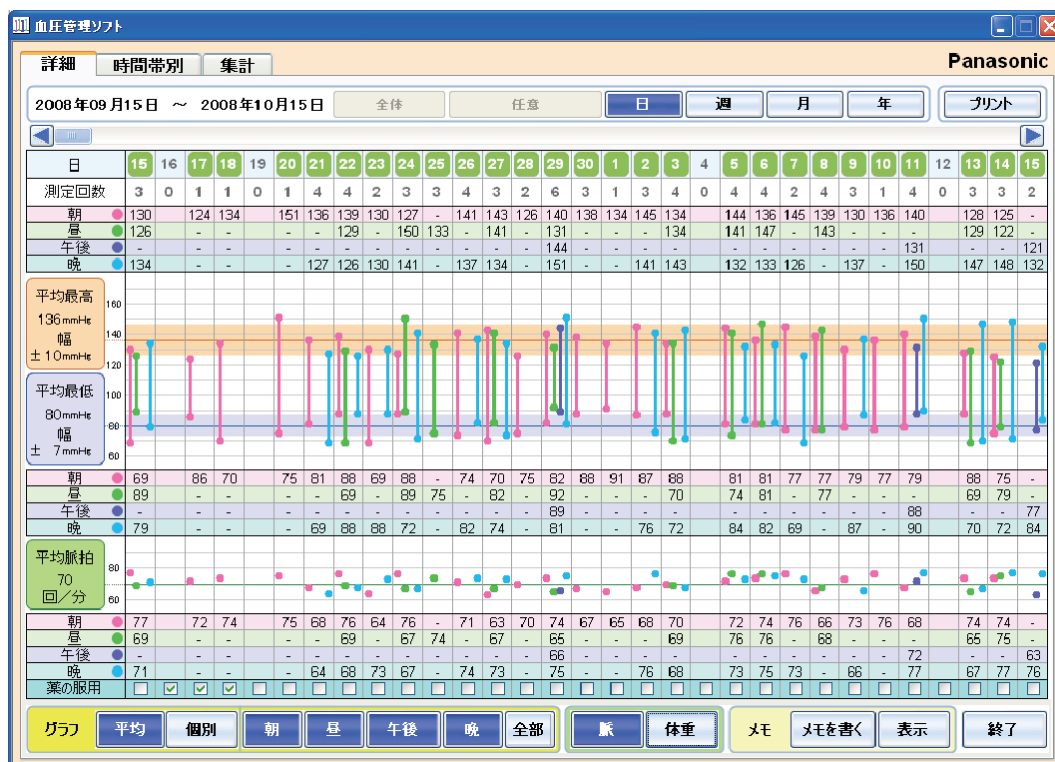 血圧管理ソフト
詳細 時間帯別 集計 Panasonic
2008年09月15日 ～ 2008年10月15日 全体 任意 日 週 月 年 プリント
日 15 16 17 18 19 20 21 22 23 24 25 26 27 28 29 30 1 2 3 4 5 6 7 8 9 10 11 12 13 14 15
測定回数 3 0 1 1 0 1 4 4 2 4 3 4 4 2 6 3 1 3 4 0 4 4 2 4 3 1 4 0 3 3 2
朝 130 124 134 151 136 139 130 127 - 141 143 126 140 138 134 145 134 144 136 145 139 130 136 140 128 125 -
昼 126 - - - - 129 - 150 133 - 141 - 131 - - - 134 141 147 - 143 - - - 129 122 -
午後 - - - - - - - - - - - - 144 - - - - - - - - - - 131 - - 121
晩 134 - - - 127 126 130 141 - 137 134 - 151 - - 141 143 132 133 126 - 137 - 150 147 148 132
平均最高
136mmHg
幅
± 10mmHg
160
140
120
平均最低
80mmHg
幅
± 7mmHg
100
80
60
朝 69 86 70 75 81 88 69 88 - 74 70 75 82 88 91 87 88 81 81 77 77 79 77 79 88 75 -
昼 89 - - - - 69 - 89 75 - 82 - 92 - - - 70 74 81 - 77 - - - 69 79 -
午後 - - - - - - - - - - - - 89 - - - - - - - - - - 88 - - 77
晩 79 - - - 69 88 88 72 - 82 74 - 81 - - 76 72 84 82 69 - 87 - 90 70 72 84
平均脈拍
70
回／分
80
60
朝 77 72 74 75 68 76 64 76 - 71 63 70 74 67 65 68 70 72 74 76 66 73 76 68 74 74 -
昼 69 - - - - 69 - 67 74 - 67 - 65 - - - 69 76 76 - 68 - - - 65 75 -
午後 - - - - - - - - - - - - 66 - - - - - - - - - - 72 - - 63
晩 71 - - - 64 68 73 67 - 74 73 - 75 - - 76 68 73 75 73 - 66 - 77 67 77 76
薬の服用
グラフ 平均 個別 朝 昼 午後 晩 全部 脈 体重 メモ メモを書く 表示 終了